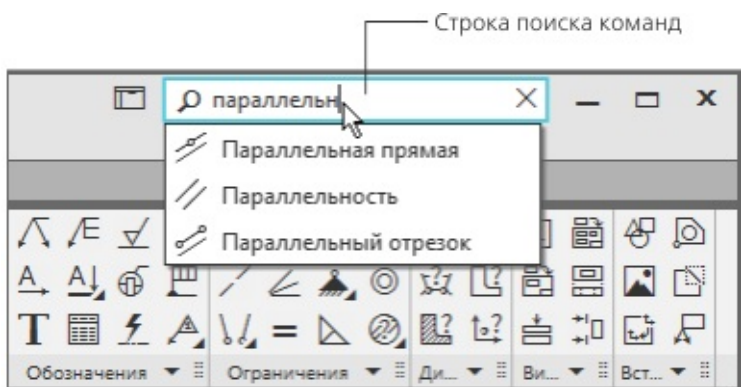 Строка поиска команд
параллельн
Параллельная прямая
Параллельность
Параллельный отрезок
Обозначения Ограничения Ди... Ви... Вст...